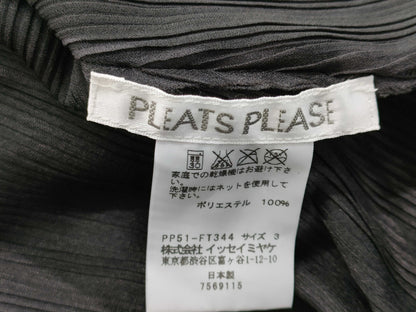 PLEATS PLEASE
家庭での乾燥機はお避け下さい。
洗濯時にはネットを使用して下さい。
ポリエステル 100%
PP51-FT344 サイズ 3
株式会社 イッセイミヤケ
東京都渋谷区富ヶ谷1-12-10
日本製
7569115